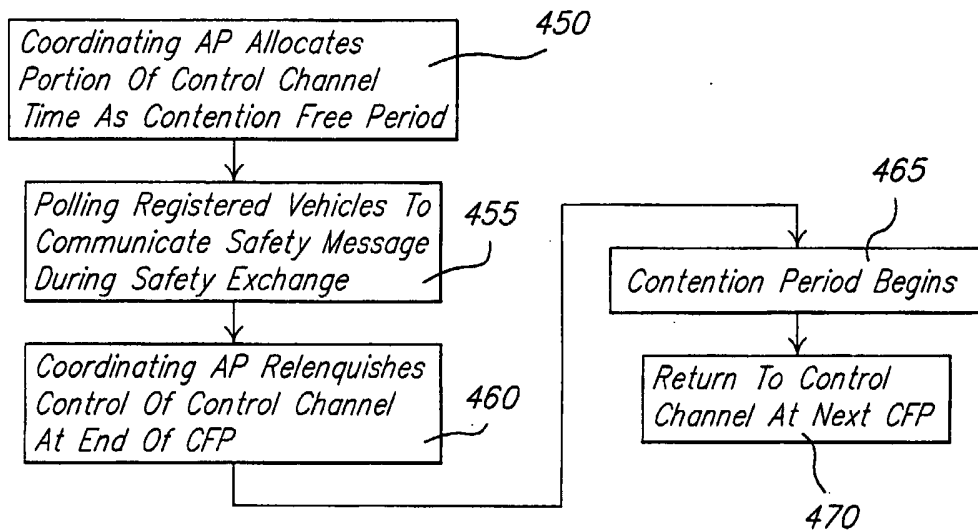 450
Coordinating AP Allocates
Portion Of Control Channel
Time As Contention Free Period
Polling Registered Vehicles To
Communicate Safety Message
During Safety Exchange
455
Coordinating AP Relenquishes
Control Of Control Channel
At End Of CFP
460
465
Contention Period Begins
Return To Control
Channel At Next CFP
470